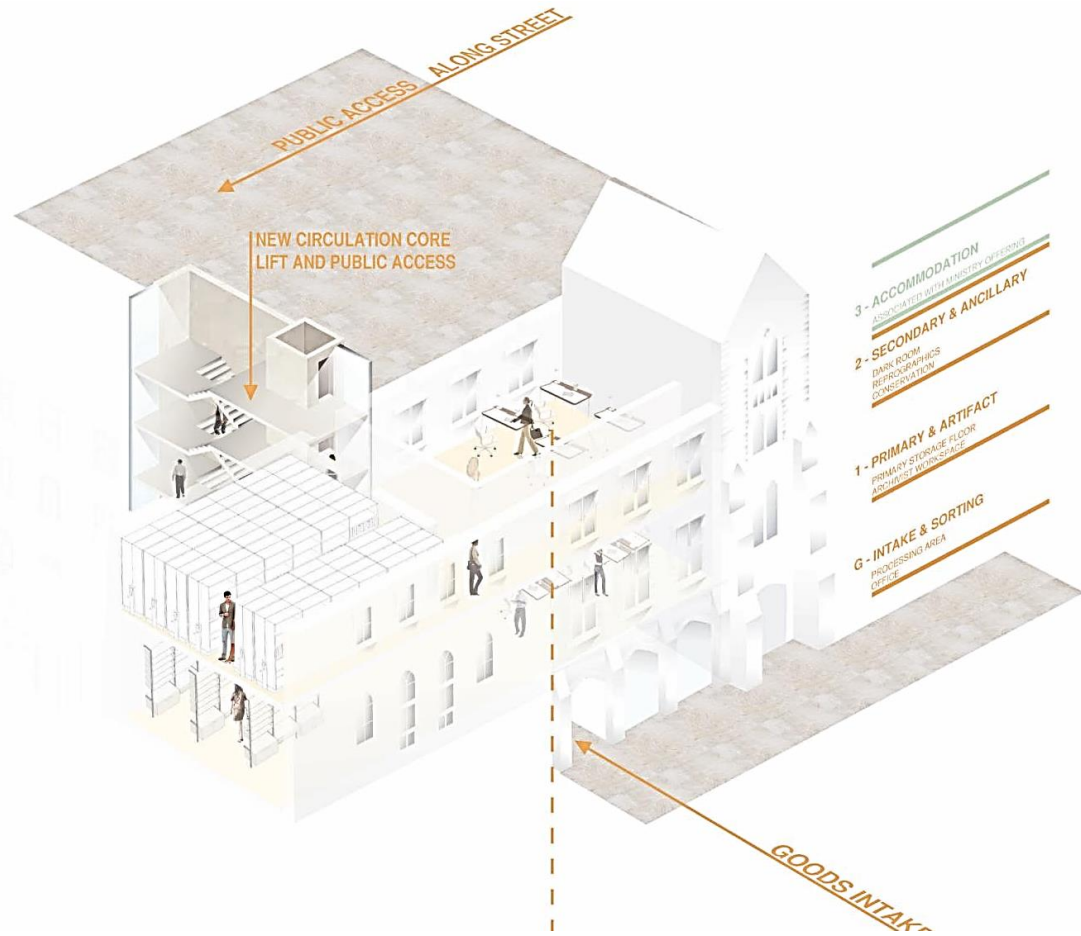 PUBLIC ACCESS ALONG STREET
NEW CIRCULATION CORE
LIFT AND PUBLIC ACCESS
3 - ACCOMMODATION
ASSOCIATED WITH MINISTRY OFFERING
2 - SECONDARY & ANCILLARY
DARK ROOM
REPROGRAPHICS
CONSERVATION
1 - PRIMARY & ARTIFACT
PRIMARY STORAGE FLOOR
ARCHIVIST WORKSPACE
G - INTAKE & SORTING
PROCESSING AREA
OFFICE
GOODS INTAKE